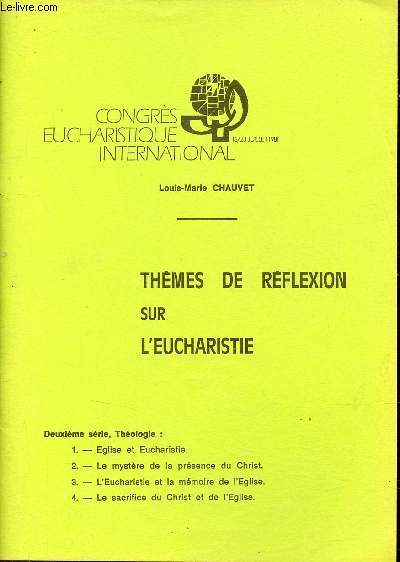 Le-livre.com
CONGRÈS
EUCHARISTIQUE
INTERNATIONAL
Louis-Marie CHAUVET
THÈMES DE RÉFLEXION
SUR
L'EUCHARISTIE
Deuxième série, Théologie :
1. — Eglise et Eucharistie
2. — Le mystère de la présence du Christ.
3. — L'Eucharistie et la mémoire de l'Eglise.
4. — Le sacrifice du Christ et de l'Eglise.